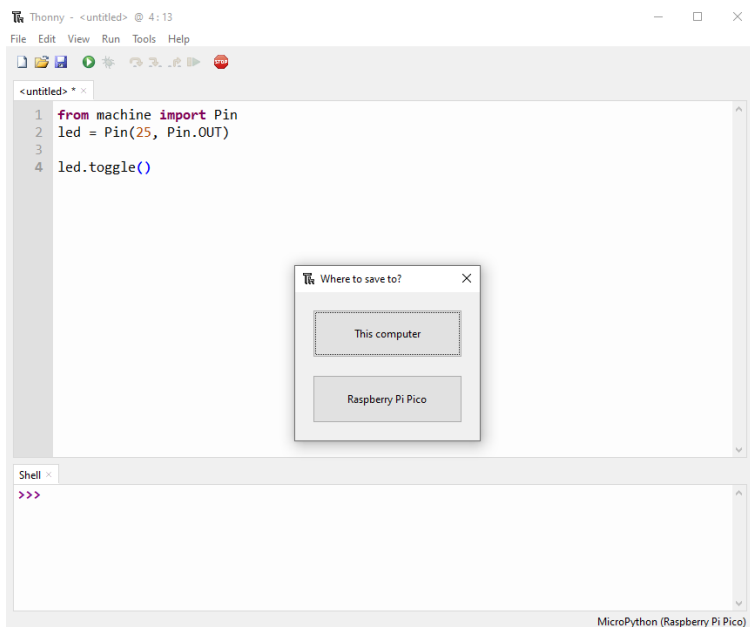 Thonny - <untitled> @ 4:13
File Edit View Run Tools Help
STOP
<untitled> * ×
1 from machine import Pin
2 led = Pin(25, Pin.OUT)
3
4 led.toggle()
Where to save to?
This computer
Raspberry Pi Pico
Shell ×
>>>
MicroPython (Raspberry Pi Pico)